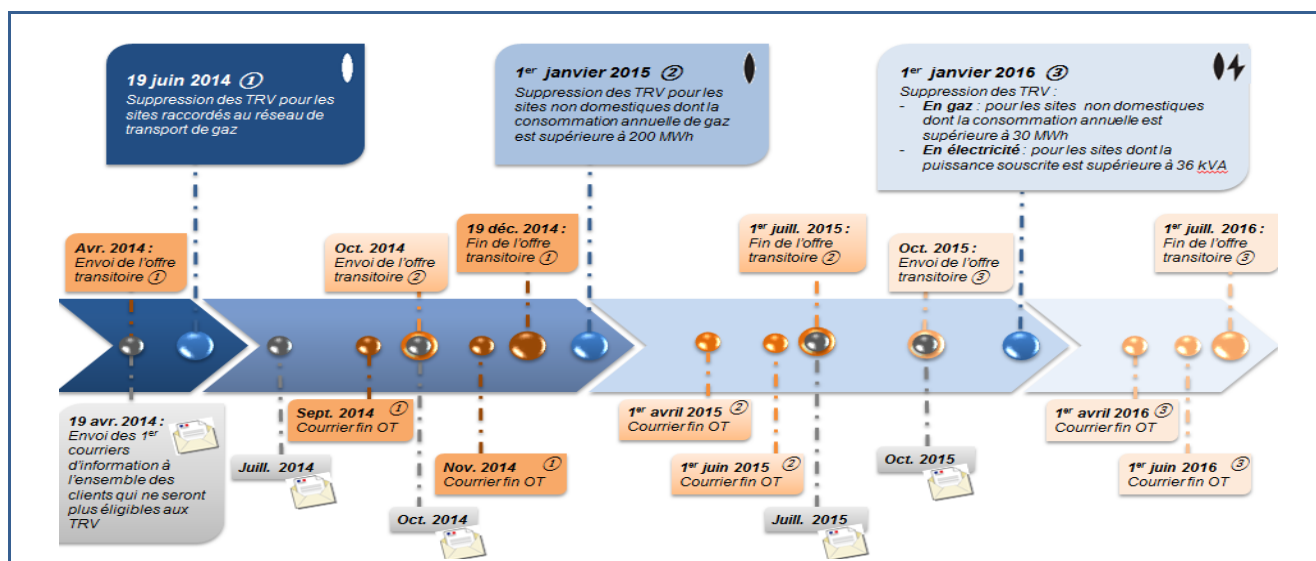 19 juin 2014 ①
Suppression des TRV pour les
sites raccordés au réseau de
transport de gaz
1er janvier 2015 ②
Suppression des TRV pour les
sites non domestiques dont la
consommation annuelle de gaz
est supérieure à 200 MWh
1er janvier 2016 ③
Suppression des TRV :
- En gaz : pour les sites non domestiques
dont la consommation annuelle est
supérieure à 30 MWh
- En électricité : pour les sites dont la
puissance souscrite est supérieure à 36 kVA
Avr. 2014 :
Envoi de l'offre
transitoire ①
Oct. 2014
Envoi de l'offre
transitoire ②
19 déc. 2014 :
Fin de l'offre
transitoire ①
1er juill. 2015 :
Fin de l'offre
transitoire ②
Oct. 2015 :
Envoi de l'offre
transitoire ③
1er juill. 2016 :
Fin de l'offre
transitoire ③
19 avr. 2014 :
Envoi des 1er
courriers
d'information à
l'ensemble des
clients qui ne seront
plus éligibles aux
TRV
Juill. 2014
Sept. 2014 ①
Courrier fin OT
Oct. 2014
Nov. 2014 ①
Courrier fin OT
1er avril 2015 ②
Courrier fin OT
1er juin 2015 ②
Courrier fin OT
Juill. 2015
Oct. 2015
1er avril 2016 ③
Courrier fin OT
1er juin 2016 ③
Courrier fin OT